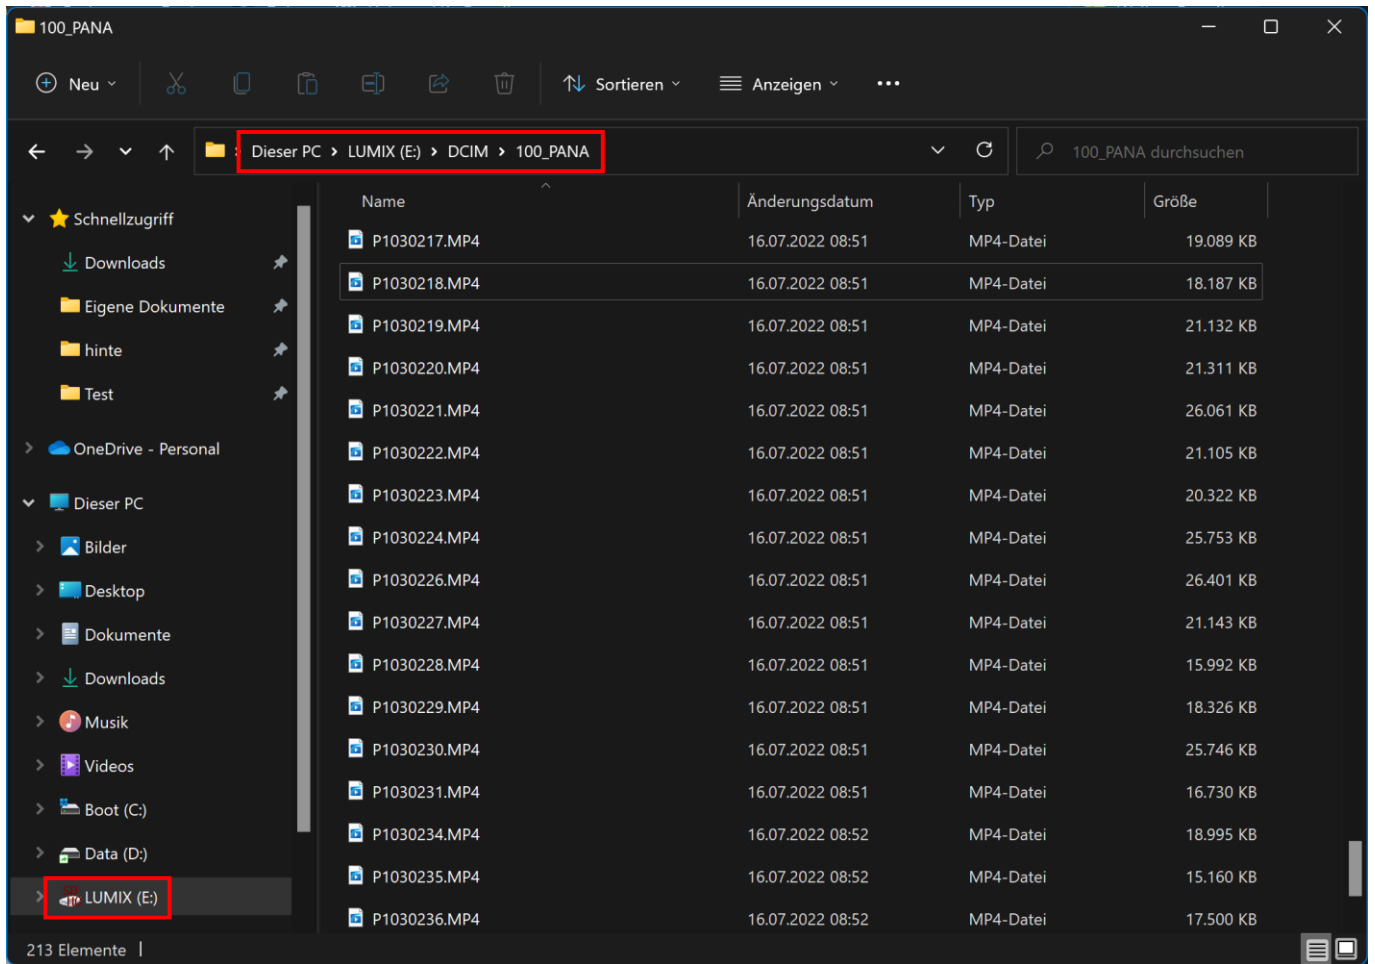 100_PANA
Neu
Sortieren
Anzeigen
Dieser PC > LUMIX (E:) > DCIM > 100_PANA
100_PANA durchsuchen
Name Änderungsdatum Typ Größe
Schnellzugriff
Downloads
Eigene Dokumente
hinte
Test
OneDrive - Personal
Dieser PC
Bilder
Desktop
Dokumente
Downloads
Musik
Videos
Boot (C:)
Data (D:)
LUMIX (E:)
P1030217.MP4 16.07.2022 08:51 MP4-Datei 19.089 KB
P1030218.MP4 16.07.2022 08:51 MP4-Datei 18.187 KB
P1030219.MP4 16.07.2022 08:51 MP4-Datei 21.132 KB
P1030220.MP4 16.07.2022 08:51 MP4-Datei 21.311 KB
P1030221.MP4 16.07.2022 08:51 MP4-Datei 26.061 KB
P1030222.MP4 16.07.2022 08:51 MP4-Datei 21.105 KB
P1030223.MP4 16.07.2022 08:51 MP4-Datei 20.322 KB
P1030224.MP4 16.07.2022 08:51 MP4-Datei 25.753 KB
P1030226.MP4 16.07.2022 08:51 MP4-Datei 26.401 KB
P1030227.MP4 16.07.2022 08:51 MP4-Datei 21.143 KB
P1030228.MP4 16.07.2022 08:51 MP4-Datei 15.992 KB
P1030229.MP4 16.07.2022 08:51 MP4-Datei 18.326 KB
P1030230.MP4 16.07.2022 08:51 MP4-Datei 25.746 KB
P1030231.MP4 16.07.2022 08:51 MP4-Datei 16.730 KB
P1030234.MP4 16.07.2022 08:52 MP4-Datei 18.995 KB
P1030235.MP4 16.07.2022 08:52 MP4-Datei 15.160 KB
P1030236.MP4 16.07.2022 08:52 MP4-Datei 17.500 KB
213 Elemente